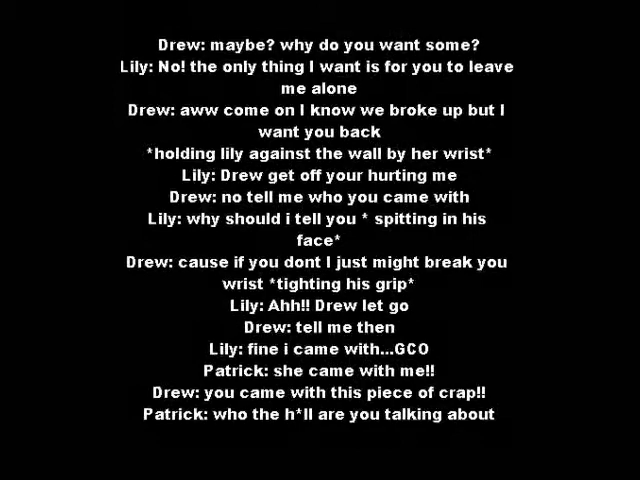 Drew: maybe? why do you want some?
Lily: No! the only thing I want is for you to leave
me alone
Drew: aww come on I know we broke up but I
want you back
*holding lily against the wall by her wrist*
Lily: Drew get off your hurting me
Drew: no tell me who you came with
Lily: why should i tell you * spitting in his
face*
Drew: cause if you dont I just might break you
wrist *tighting his grip*
Lily: Ahh!! Drew let go
Drew: tell me then
Lily: fine i came with...GCO
Patrick: she came with me!!
Drew: you came with this piece of crap!!
Patrick: who the h*ll are you talking about